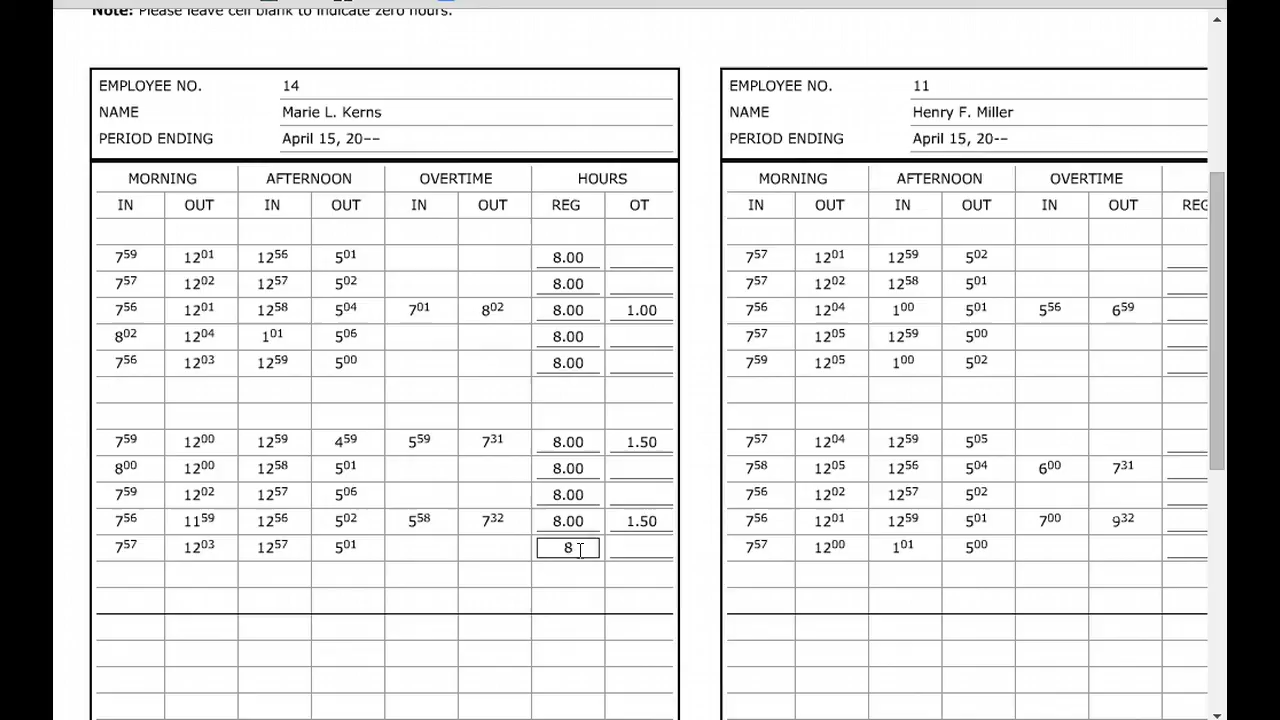 Note: Please leave cell blank to indicate zero hours.
EMPLOYEE NO. 14
NAME Marie L. Kerns
PERIOD ENDING April 15, 20––
MORNING AFTERNOON OVERTIME HOURS
IN OUT IN OUT IN OUT REG OT
7⁵⁹ 12⁰¹ 12⁵⁶ 5⁰¹ 8.00
7⁵⁷ 12⁰² 12⁵⁷ 5⁰² 8.00
7⁵⁶ 12⁰¹ 12⁵⁸ 5⁰⁴ 7⁰¹ 8⁰² 8.00 1.00
8⁰² 12⁰⁴ 1⁰¹ 5⁰⁶ 8.00
7⁵⁶ 12⁰³ 12⁵⁹ 5⁰⁰ 8.00
7⁵⁹ 12⁰⁰ 12⁵⁹ 4⁵⁹ 5⁵⁹ 7³¹ 8.00 1.50
8⁰⁰ 12⁰⁰ 12⁵⁸ 5⁰¹ 8.00
7⁵⁹ 12⁰² 12⁵⁷ 5⁰⁶ 8.00
7⁵⁶ 11⁵⁹ 12⁵⁶ 5⁰² 5⁵⁸ 7³² 8.00 1.50
7⁵⁷ 12⁰³ 12⁵⁷ 5⁰¹ 8
EMPLOYEE NO. 11
NAME Henry F. Miller
PERIOD ENDING April 15, 20––
MORNING AFTERNOON OVERTIME
IN OUT IN OUT IN OUT REG
7⁵⁷ 12⁰¹ 12⁵⁹ 5⁰²
7⁵⁷ 12⁰² 12⁵⁸ 5⁰¹
7⁵⁶ 12⁰⁴ 1⁰⁰ 5⁰¹ 5⁵⁶ 6⁵⁹
7⁵⁷ 12⁰⁵ 12⁵⁹ 5⁰⁰
7⁵⁹ 12⁰⁵ 1⁰⁰ 5⁰²
7⁵⁷ 12⁰⁴ 12⁵⁹ 5⁰⁵
7⁵⁸ 12⁰⁵ 12⁵⁶ 5⁰⁴ 6⁰⁰ 7³¹
7⁵⁶ 12⁰² 12⁵⁷ 5⁰²
7⁵⁶ 12⁰¹ 12⁵⁹ 5⁰¹ 7⁰⁰ 9³²
7⁵⁷ 12⁰⁰ 1⁰¹ 5⁰⁰